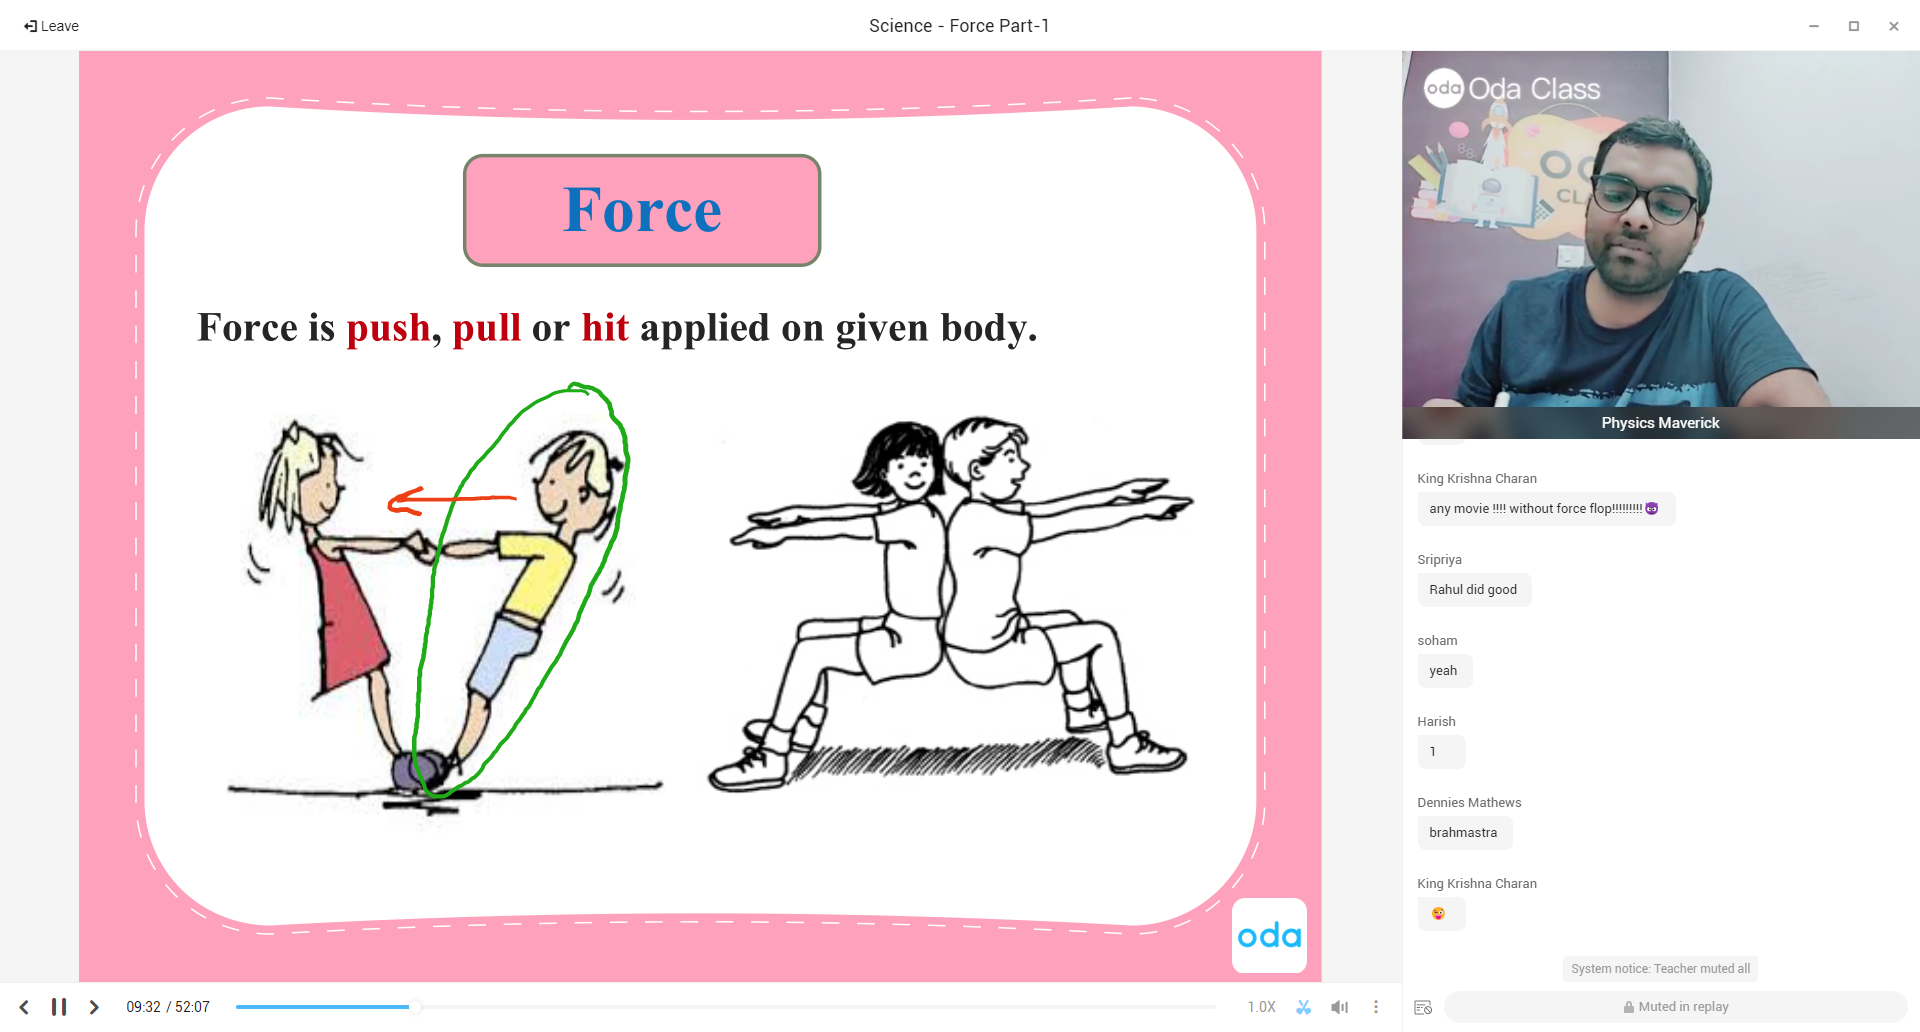 Leave
Science - Force Part-1
Force
Force is push, pull or hit applied on given body.
oda
oda Oda Class
Physics Maverick
King Krishna Charan
any movie !!!! without force flop!!!!!!!!!😈
Sripriya
Rahul did good
soham
yeah
Harish
1
Dennies Mathews
brahmastra
King Krishna Charan
😜
System notice: Teacher muted all
09:32 / 52:07
1.0X
Muted in replay